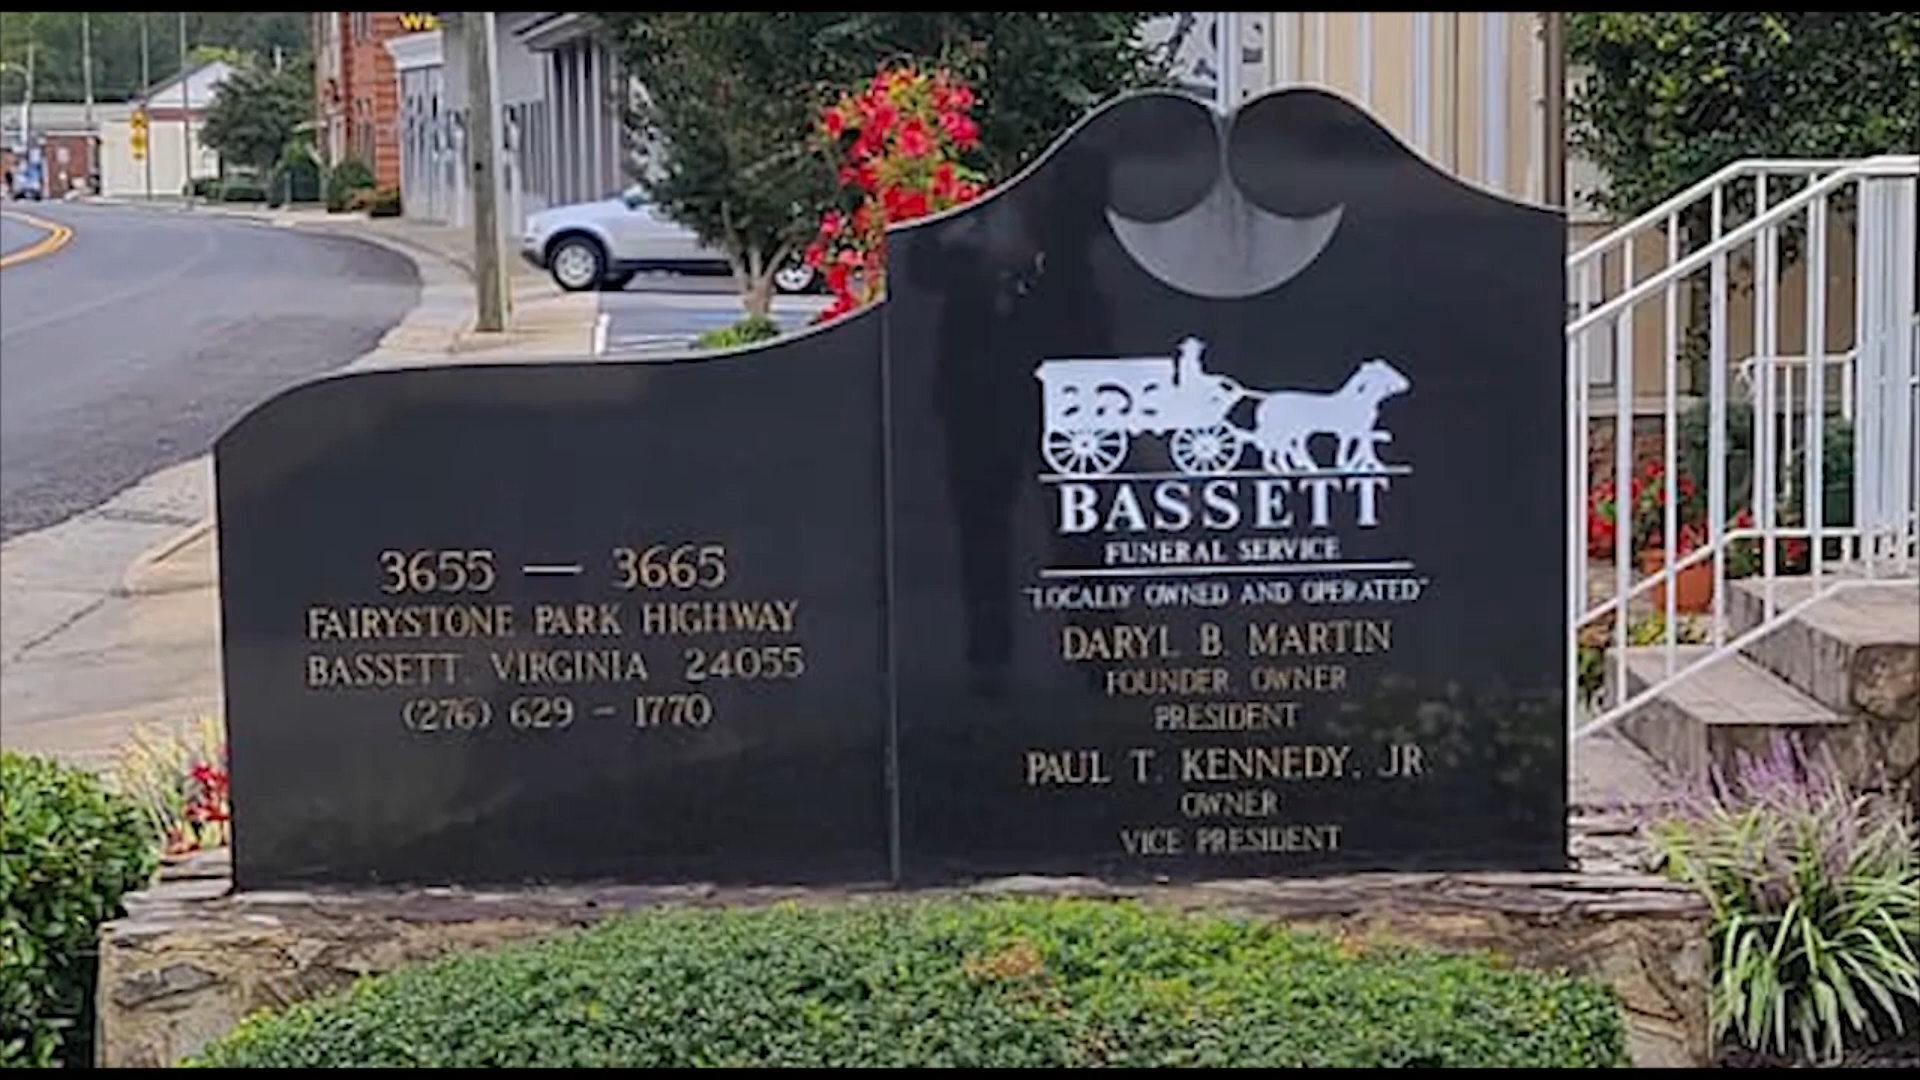 3655 — 3665
FAIRYSTONE PARK HIGHWAY
BASSETT, VIRGINIA 24055
(276) 629 - 1770
BASSETT
FUNERAL SERVICE
"LOCALLY OWNED AND OPERATED"
DARYL B. MARTIN
FOUNDER, OWNER
PRESIDENT
PAUL T. KENNEDY, JR.
OWNER
VICE PRESIDENT